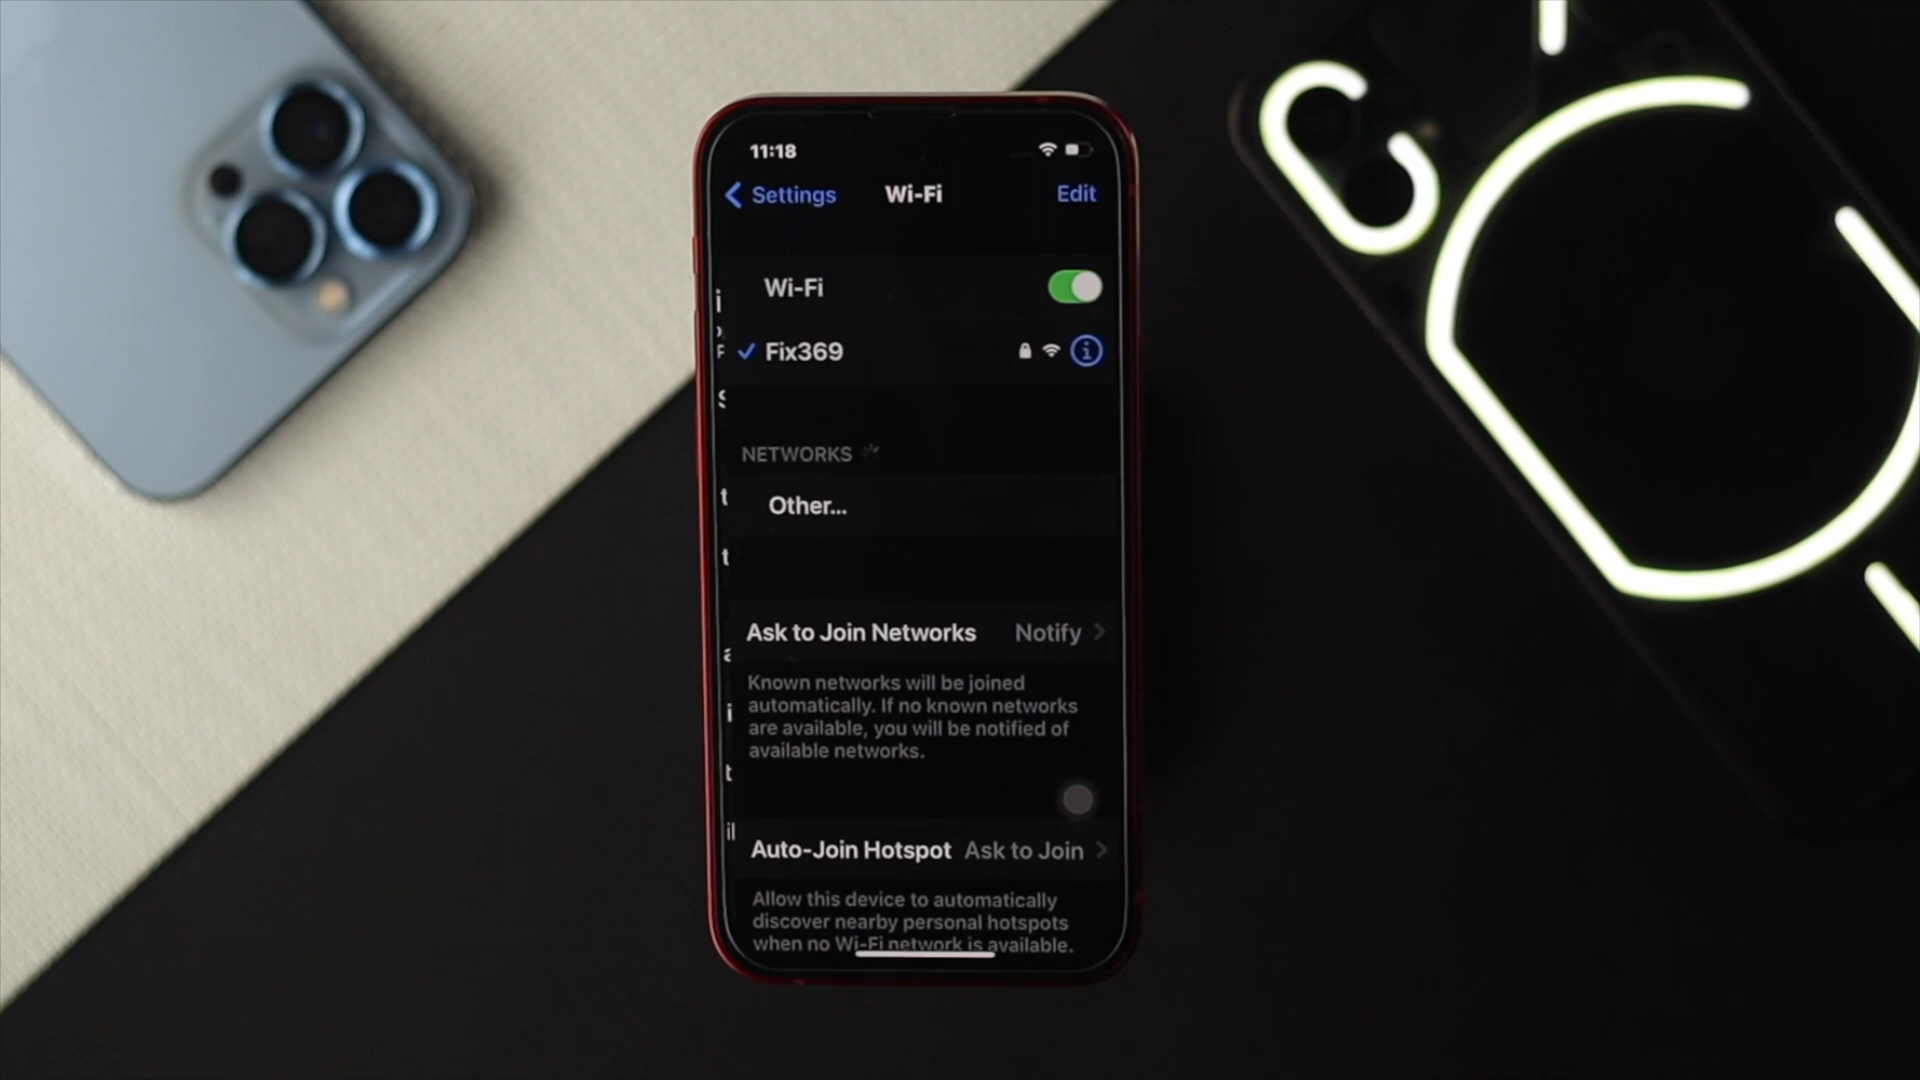 11:18
Settings
Wi-Fi
Edit
Wi-Fi
Fix369
NETWORKS
Other...
Ask to Join Networks
Notify
Known networks will be joined
automatically. If no known networks
are available, you will be notified of
available networks.
Auto-Join Hotspot
Ask to Join
Allow this device to automatically
discover nearby personal hotspots
when no Wi-Fi network is available.